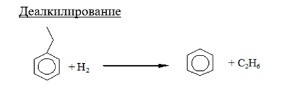 Деалкилирование
+ H₂
+ C₂H₆